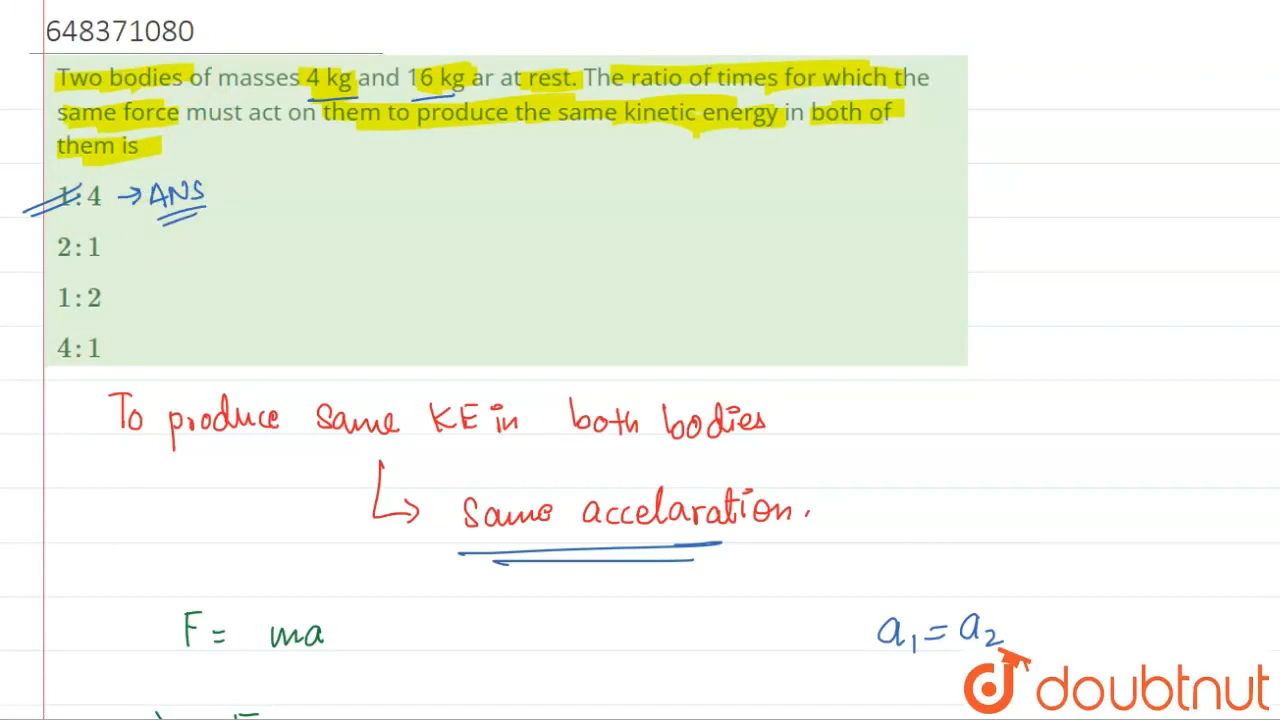 648371080
Two bodies of masses 4 kg and 16 kg ar at rest. The ratio of times for which the
same force must act on them to produce the same kinetic energy in both of
them is
1 : 4 → ANS
2 : 1
1 : 2
4 : 1
To produce same KE in both bodies
↳ same accelaration.
F = ma
a₁ = a₂
doubtnut